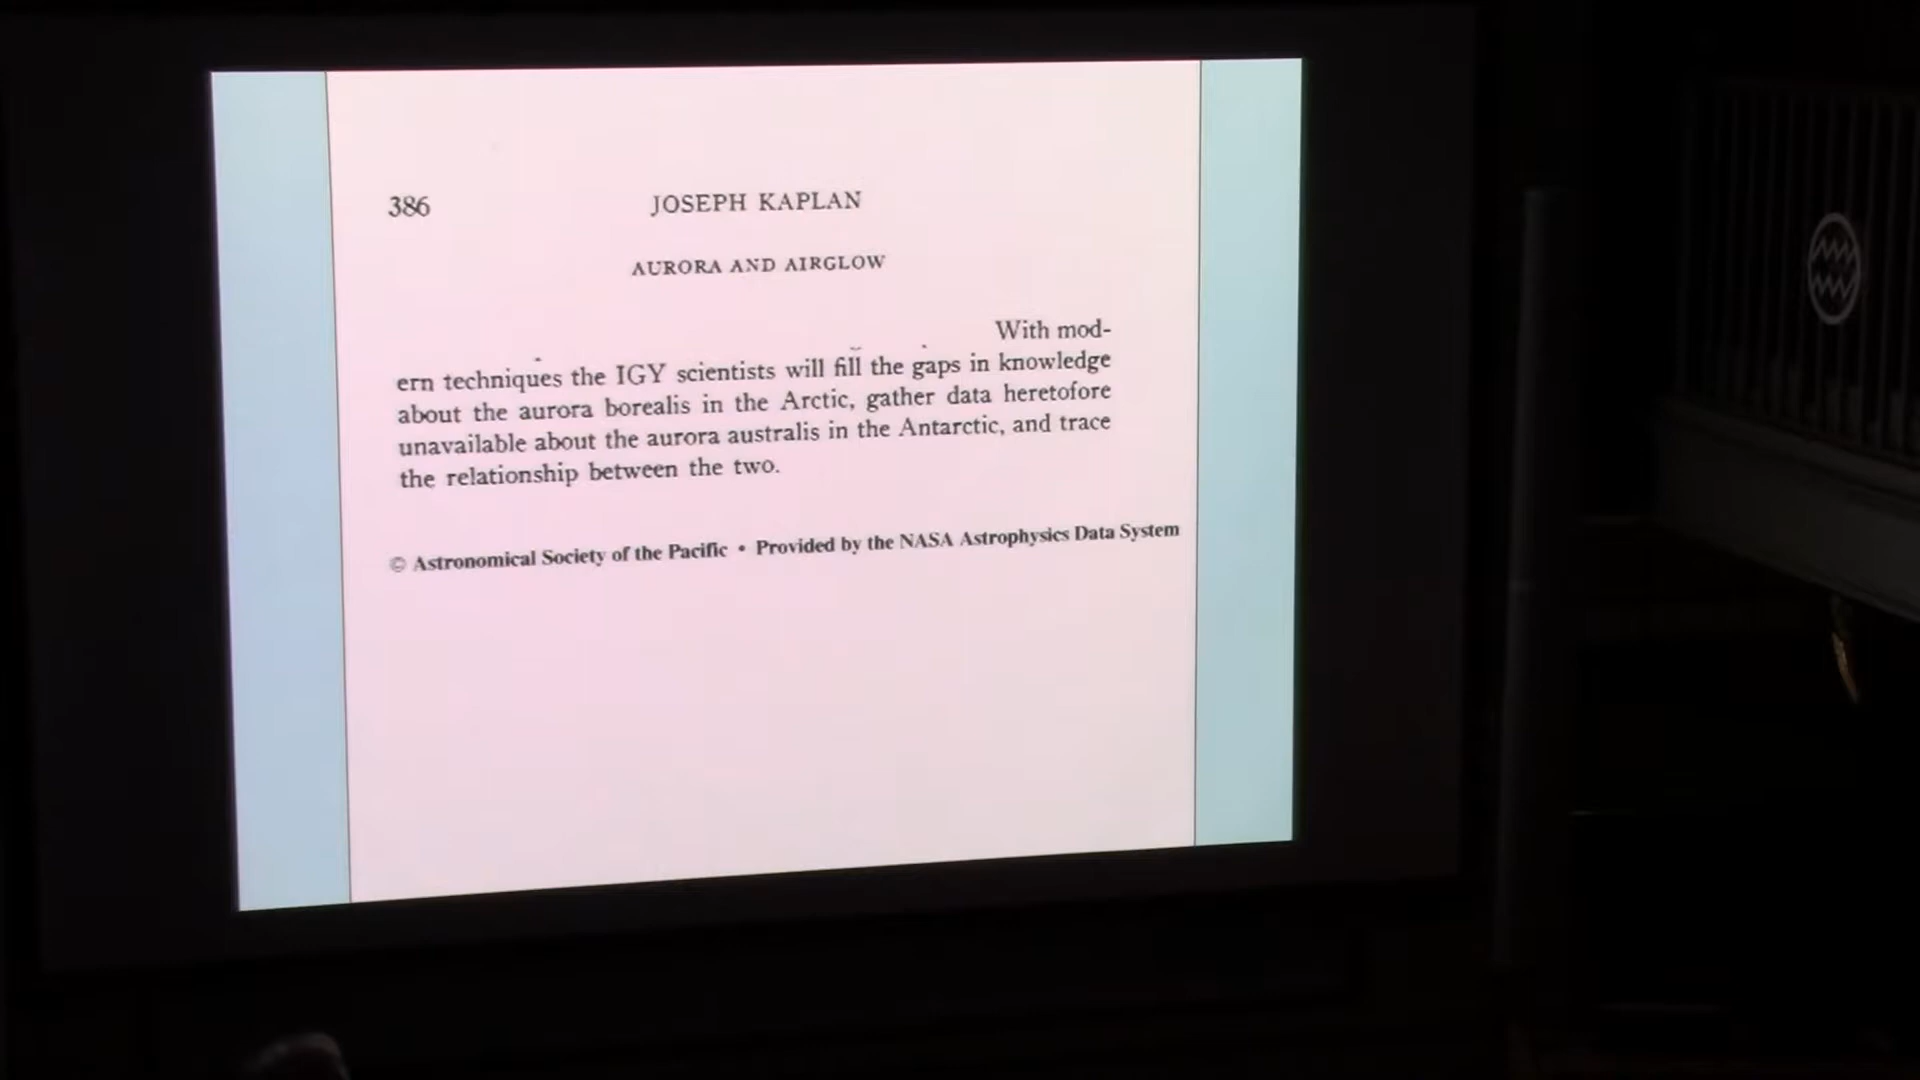 386 JOSEPH KAPLAN
AURORA AND AIRGLOW
With mod-
ern techniques the IGY scientists will fill the gaps in knowledge
about the aurora borealis in the Arctic, gather data heretofore
unavailable about the aurora australis in the Antarctic, and trace
the relationship between the two.
© Astronomical Society of the Pacific • Provided by the NASA Astrophysics Data System